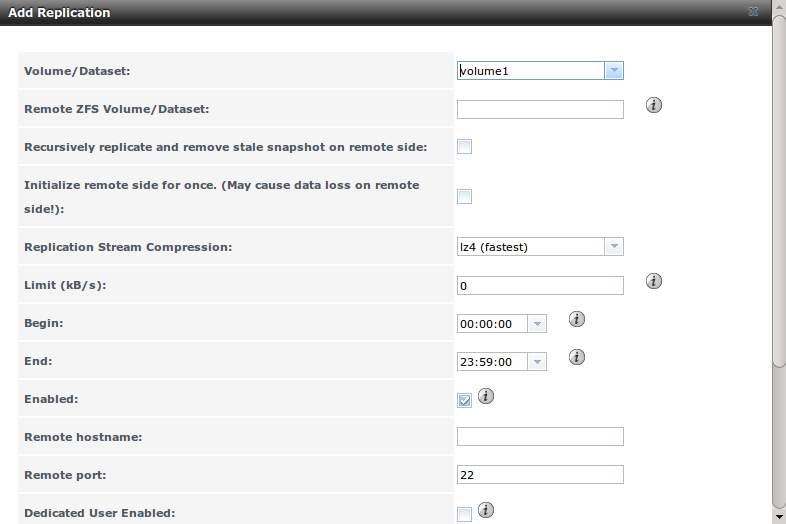 Add Replication
Volume/Dataset: volume1
Remote ZFS Volume/Dataset:
Recursively replicate and remove stale snapshot on remote side:
Initialize remote side for once. (May cause data loss on remote
side!):
Replication Stream Compression: lz4 (fastest)
Limit (kB/s): 0
Begin: 00:00:00
End: 23:59:00
Enabled:
Remote hostname:
Remote port: 22
Dedicated User Enabled: